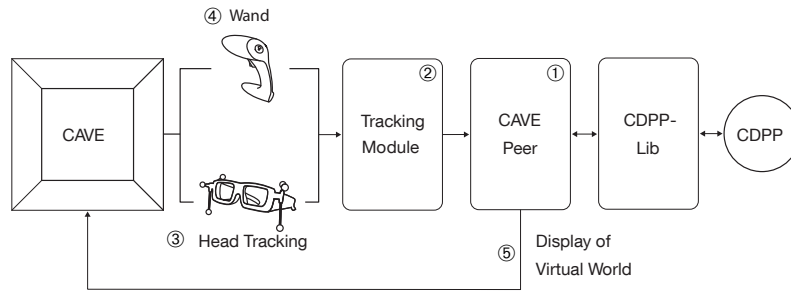 ④ Wand
CAVE
②
Tracking
Module
①
CAVE
Peer
CDPP-
Lib
CDPP
③ Head Tracking
⑤ Display of
Virtual World